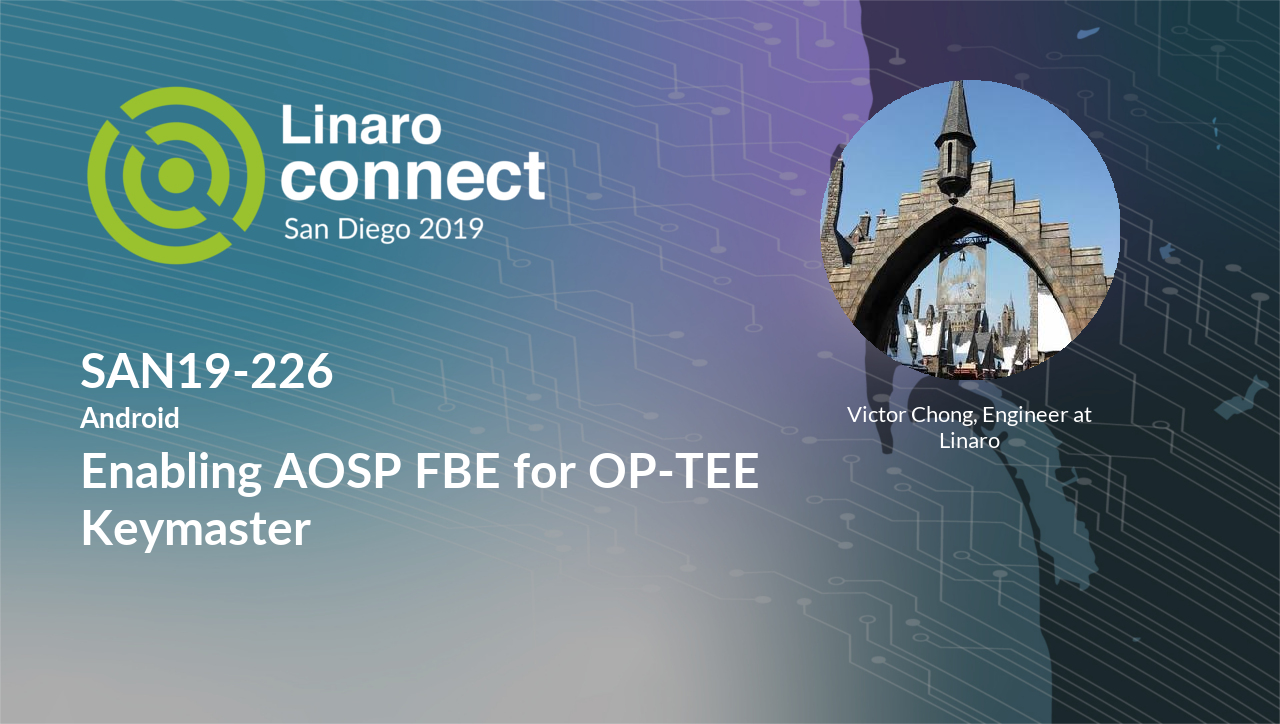 Linaro
connect
San Diego 2019
SAN19-226
Android
Enabling AOSP FBE for OP-TEE
Keymaster
Victor Chong, Engineer at
Linaro